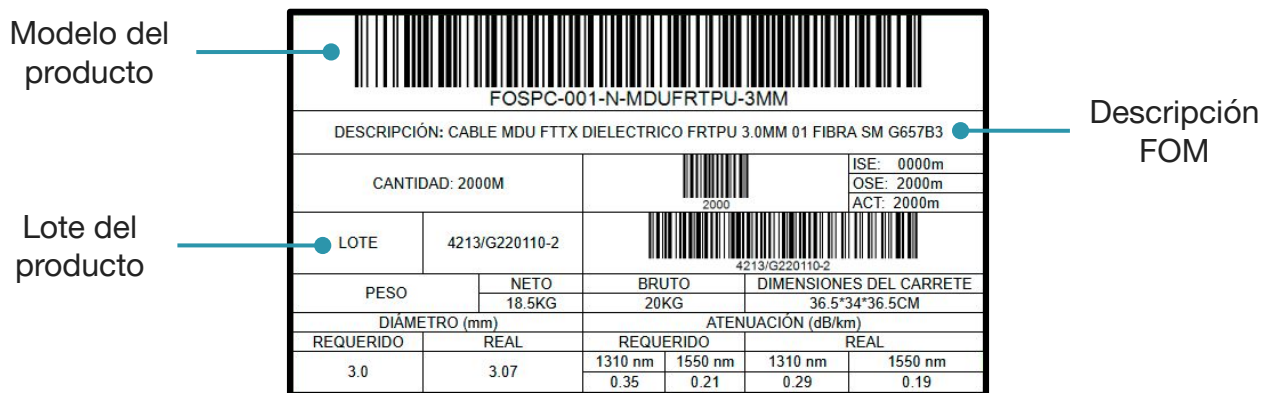 Modelo del
producto
FOSPC-001-N-MDUFRTPU-3MM
DESCRIPCIÓN: CABLE MDU FTTX DIELECTRICO FRTPU 3.0MM 01 FIBRA SM G657B3
Descripción
FOM
CANTIDAD: 2000M
2000
ISE: 0000m
OSE: 2000m
ACT: 2000m
Lote del
producto
LOTE
4213/G220110-2
4213/G220110-2
PESO
NETO
BRUTO
DIMENSIONES DEL CARRETE
18.5KG
20KG
36.5*34*36.5CM
DIÁMETRO (mm)
ATENUACIÓN (dB/km)
REQUERIDO
REAL
REQUERIDO
REAL
3.0
3.07
1310 nm
1550 nm
1310 nm
1550 nm
0.35
0.21
0.29
0.19